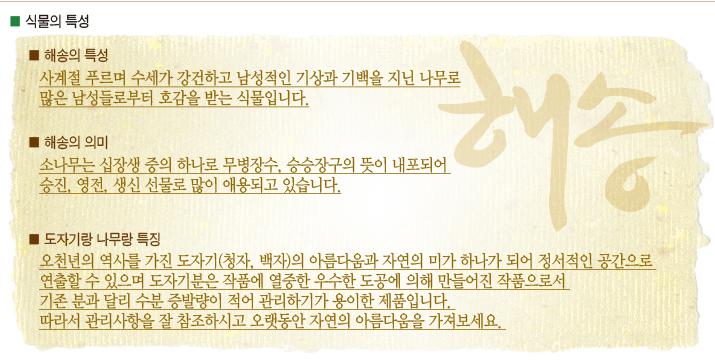 식물의 특성
해송의 특성
사계절 푸르며 수세가 강건하고 남성적인 기상과 기백을 지닌 나무로
많은 남성들로부터 호감을 받는 식물입니다.
해송
해송의 의미
소나무는 십장생 중의 하나로 무병장수, 승승장구의 뜻이 내포되어
승진, 영전, 생신 선물로 많이 애용되고 있습니다.
도자기랑 나무랑 특징
오천년의 역사를 가진 도자기(청자, 백자)의 아름다움과 자연의 미가 하나가 되어 정서적인 공간으로
연출할 수 있으며 도자기분은 작품에 열중한 우수한 도공에 의해 만들어진 작품으로서
기존 분과 달리 수분 증발량이 적어 관리하기가 용이한 제품입니다.
따라서 관리사항을 잘 참조하시고 오랫동안 자연의 아름다움을 가져보세요.